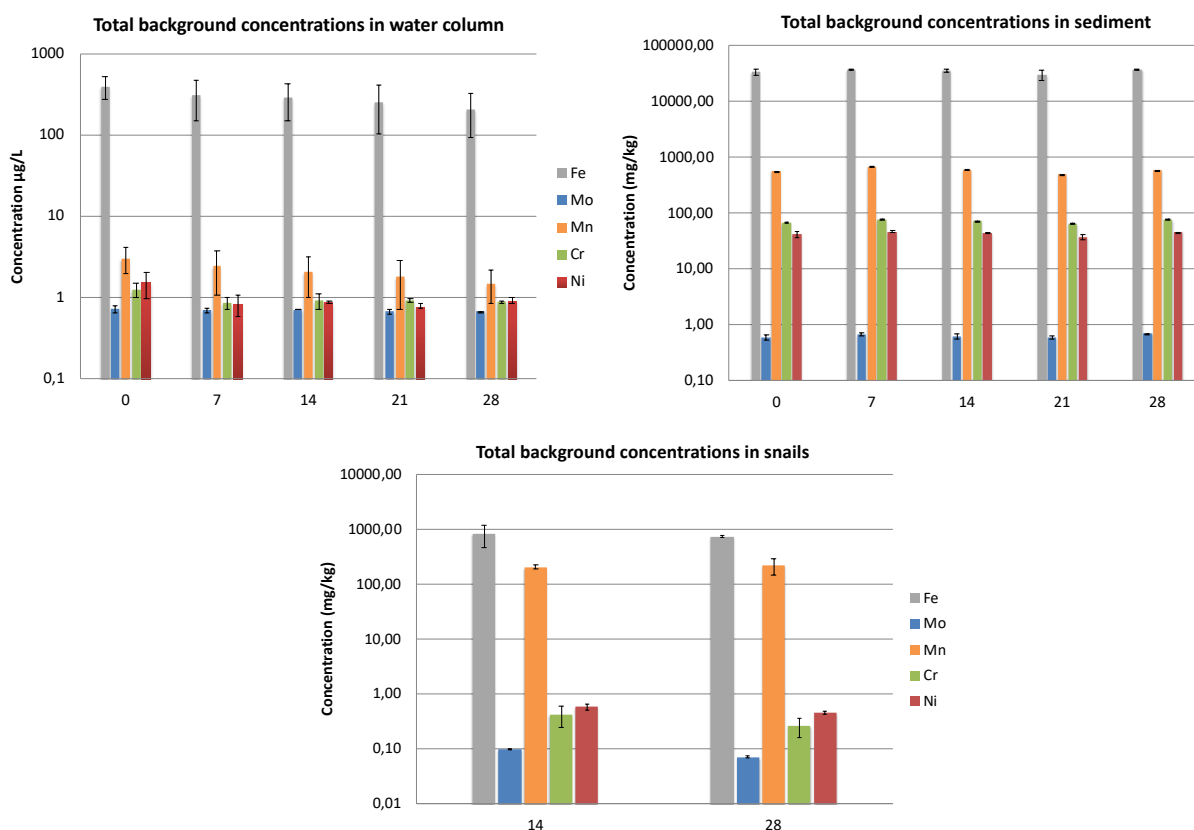 Total background concentrations in water column
Concentration µg/L
1000
100
10
1
0,1
0 7 14 21 28
Fe
Mo
Mn
Cr
Ni
Total background concentrations in sediment
Concentration (mg/kg)
100000,00
10000,00
1000,00
100,00
10,00
1,00
0,10
0 7 14 21 28
Total background concentrations in snails
Concentration (mg/kg)
10000,00
1000,00
100,00
10,00
1,00
0,10
0,01
14 28
Fe
Mo
Mn
Cr
Ni